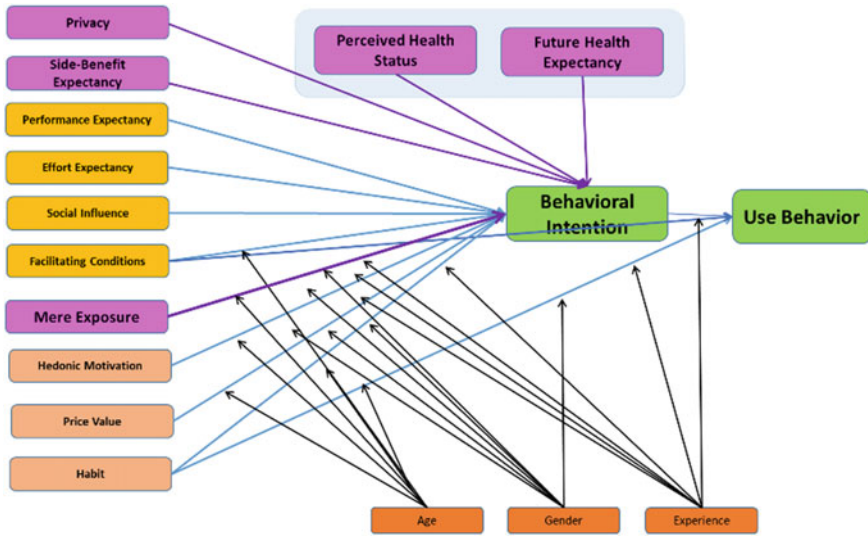 Privacy
Perceived Health
Status
Future Health
Expectancy
Side-Benefit
Expectancy
Performance Expectancy
Effort Expectancy
Social Influence
Behavioral
Intention
Use Behavior
Facilitating Conditions
Mere Exposure
Hedonic Motivation
Price Value
Habit
Age
Gender
Experience